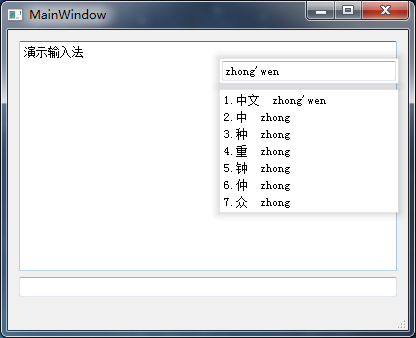 MainWindow
演示输入法
zhong'wen
1.中文 zhong'wen
2.中 zhong
3.种 zhong
4.重 zhong
5.钟 zhong
6.仲 zhong
7.众 zhong